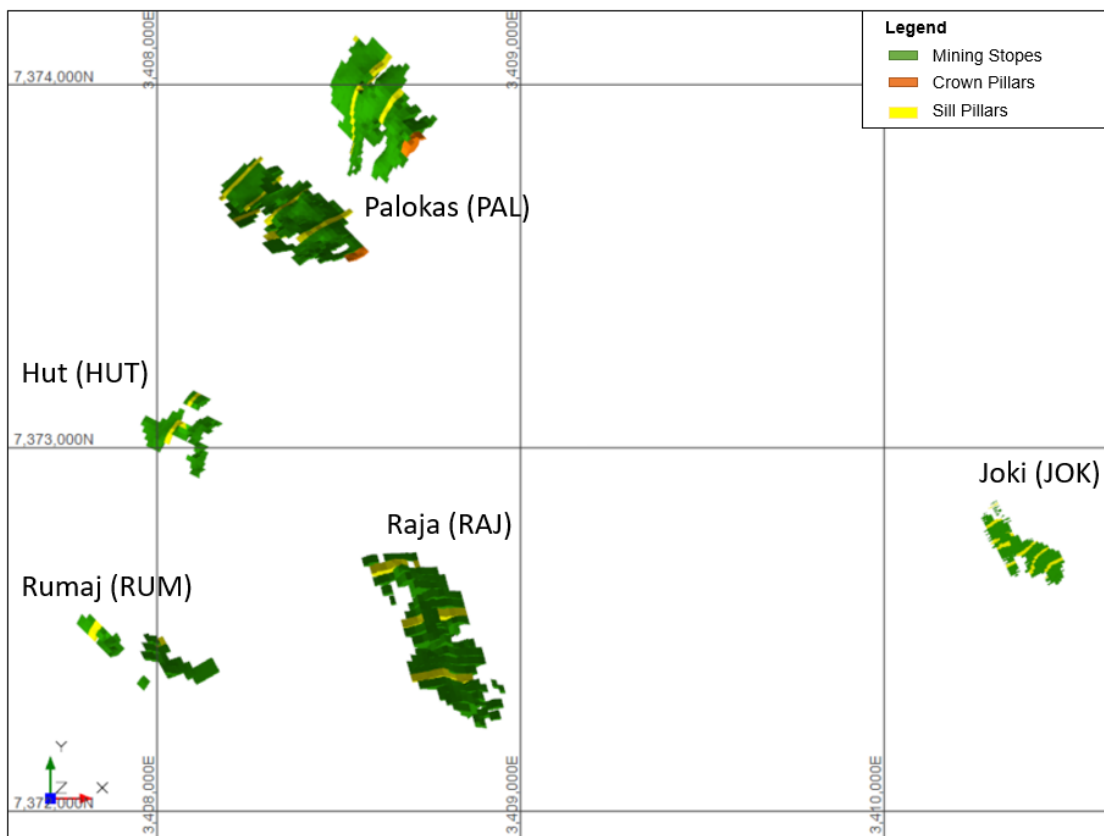 Legend
Mining Stopes
Crown Pillars
Sill Pillars
3,408,000E
3,409,000E
7,374,000N
Palokas (PAL)
Hut (HUT)
7,373,000N
Joki (JOK)
Raja (RAJ)
Rumaj (RUM)
Y
Z
X
7,372,000N
3,408,000E
3,409,000E
3,410,000E